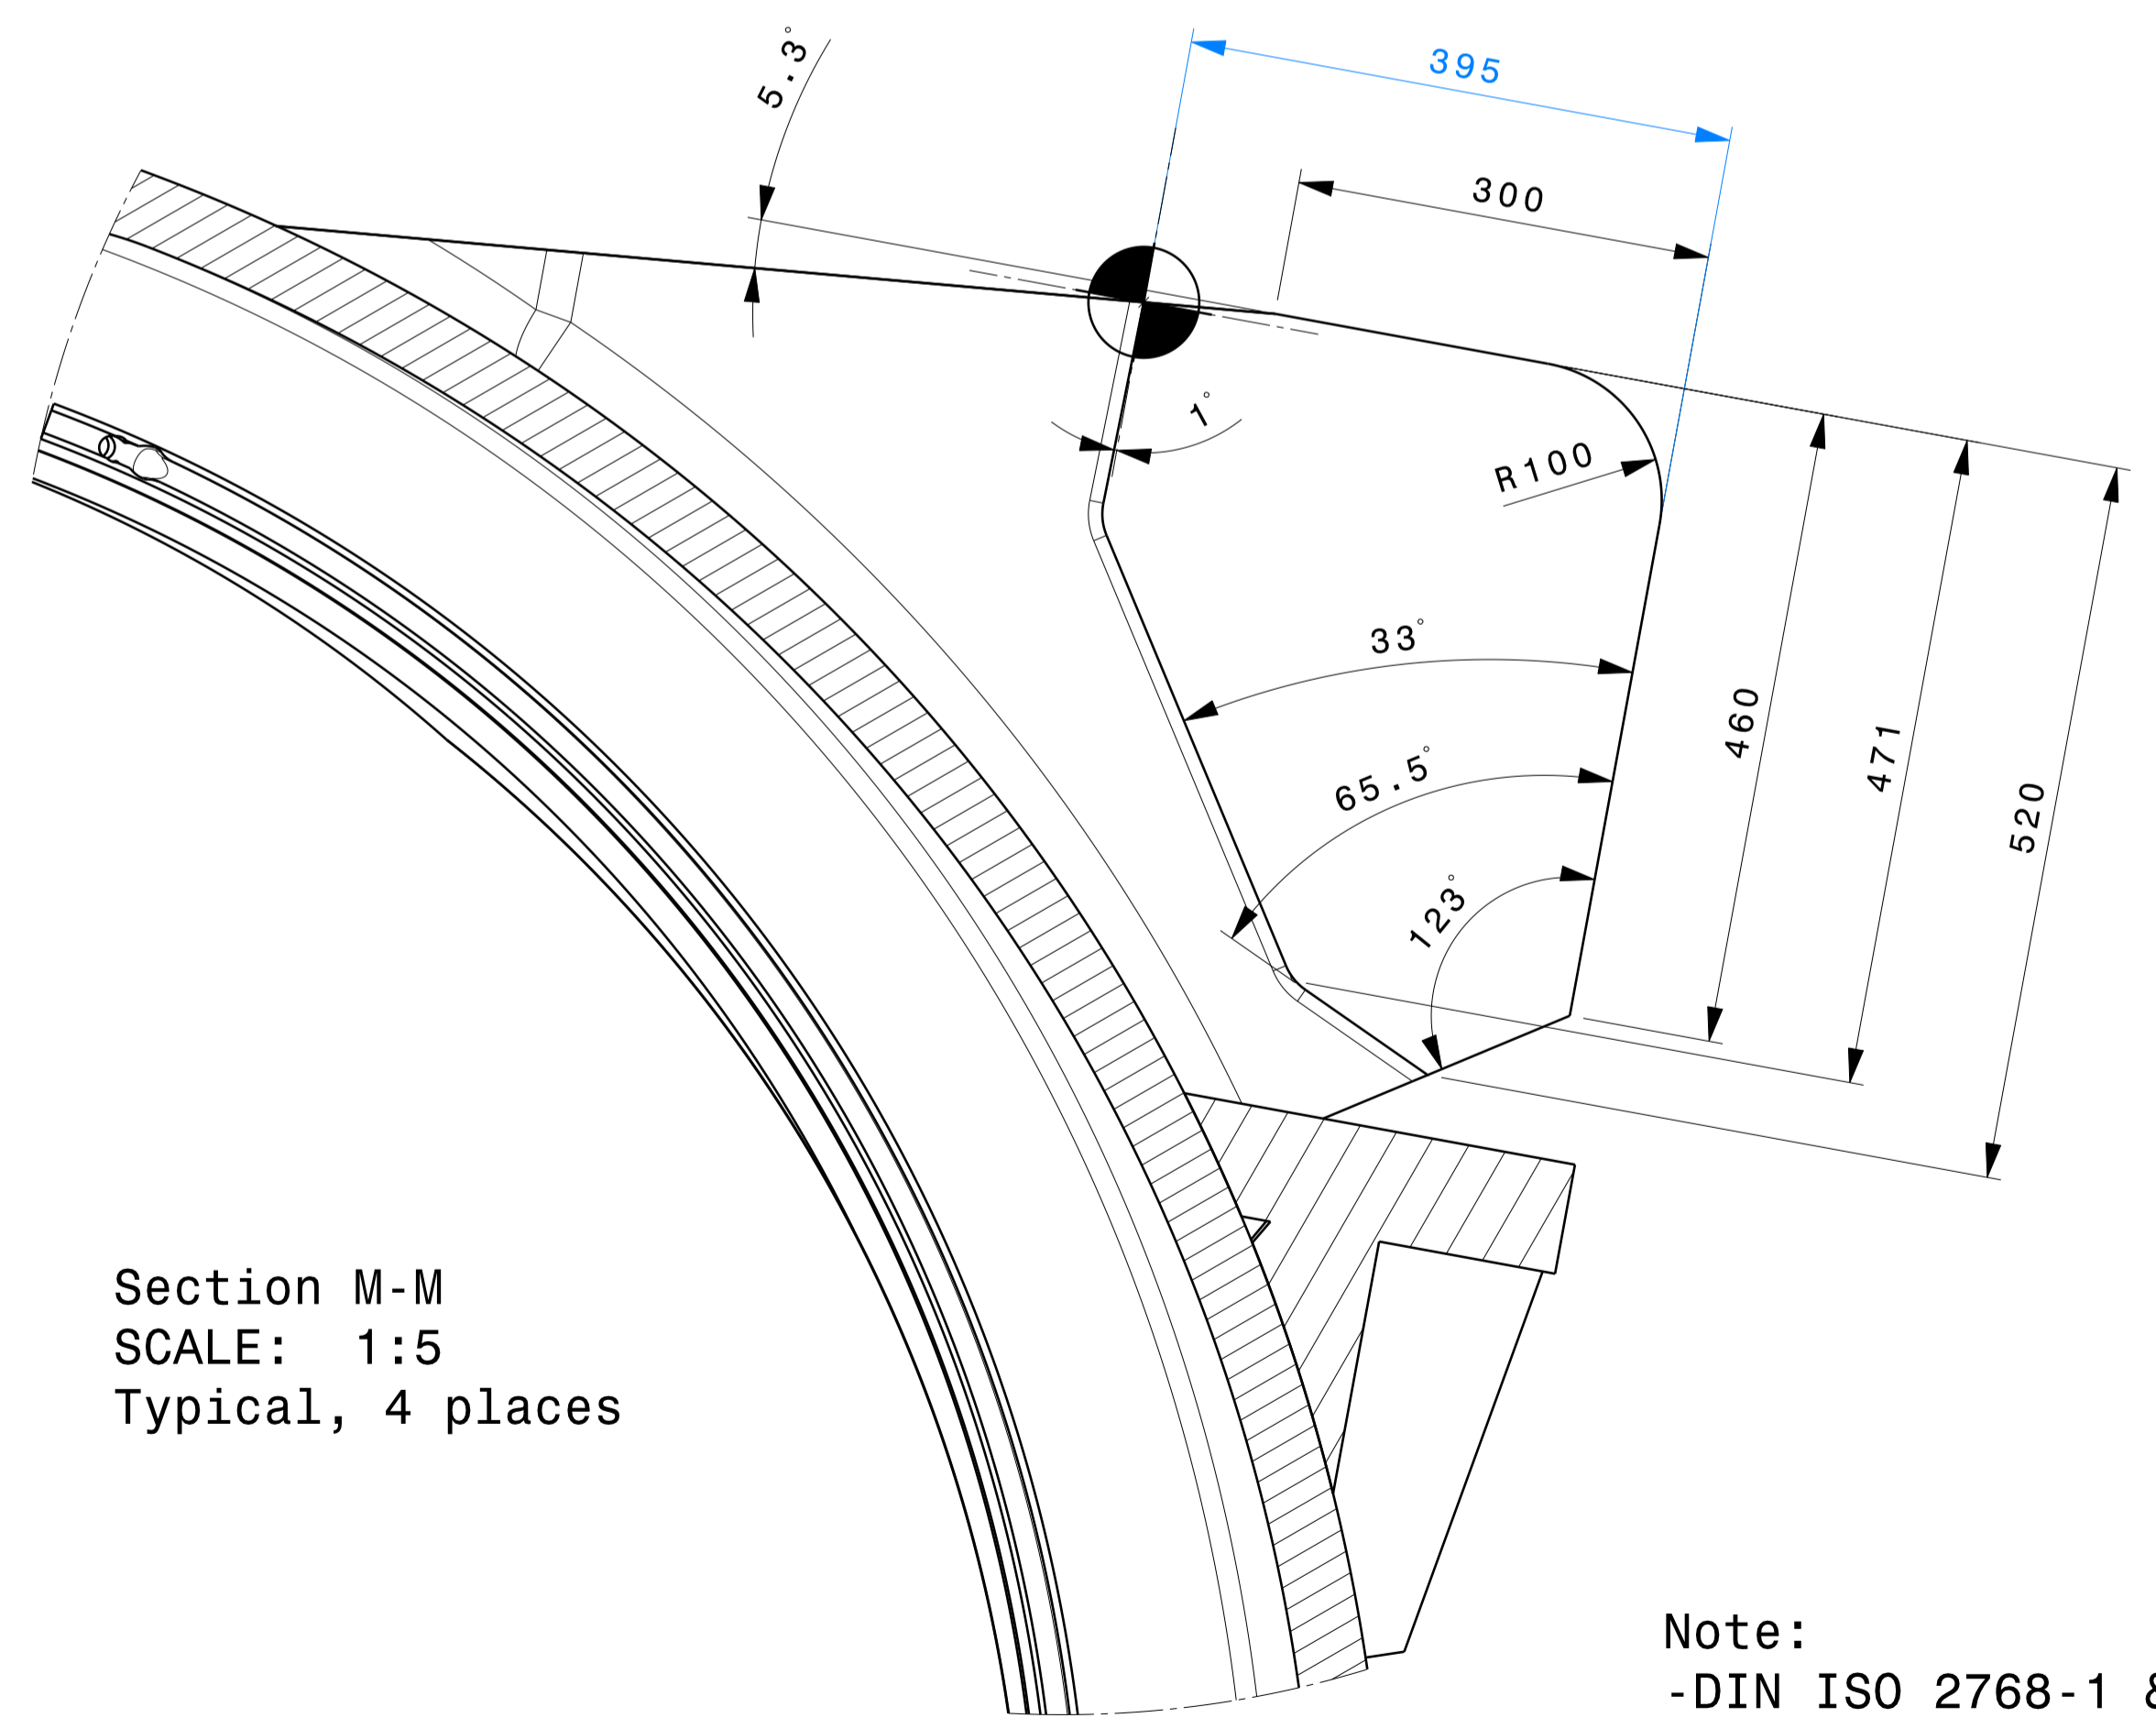 5.3°
395
300
1°
R100
33°
460
471
65.5°
520
123°
Section M-M
SCALE: 1:5
Typical, 4 places
Note:
-DIN ISO 2768-1 &